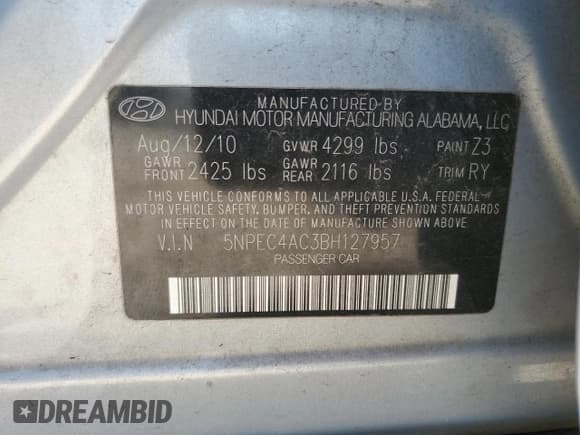 MANUFACTURED BY
HYUNDAI MOTOR MANUFACTURING ALABAMA, LLC
Aug/12/10 GVWR 4299 lbs PAINT Z3
GAWR FRONT 2425 lbs GAWR REAR 2116 lbs TRIM RY
THIS VEHICLE CONFORMS TO ALL APPLICABLE U.S.A. FEDERAL
MOTOR VEHICLE SAFETY, BUMPER, AND THEFT PREVENTION STANDARDS
IN EFFECT ON THE DATE OF MANUFACTURE SHOWN ABOVE.
V.I.N 5NPEC4AC3BH127957
PASSENGER CAR
DREAMBID